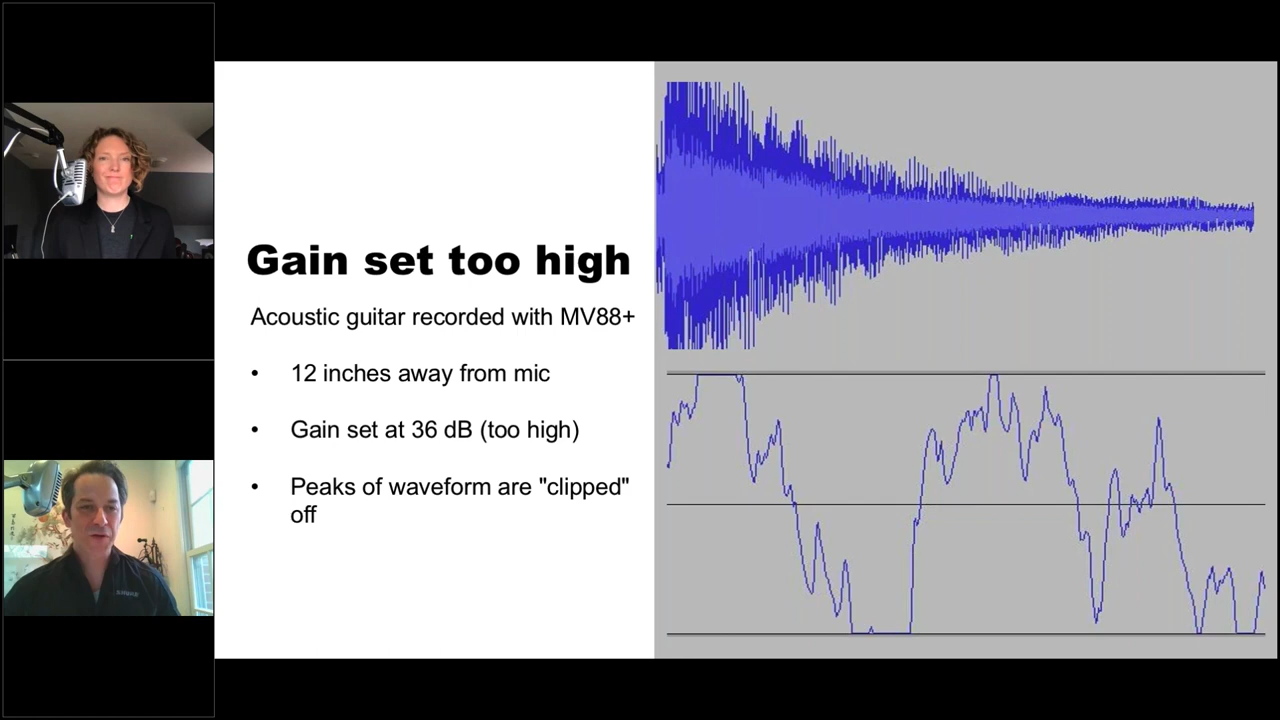 Gain set too high
Acoustic guitar recorded with MV88+
• 12 inches away from mic
• Gain set at 36 dB (too high)
• Peaks of waveform are "clipped"
off
SHURE